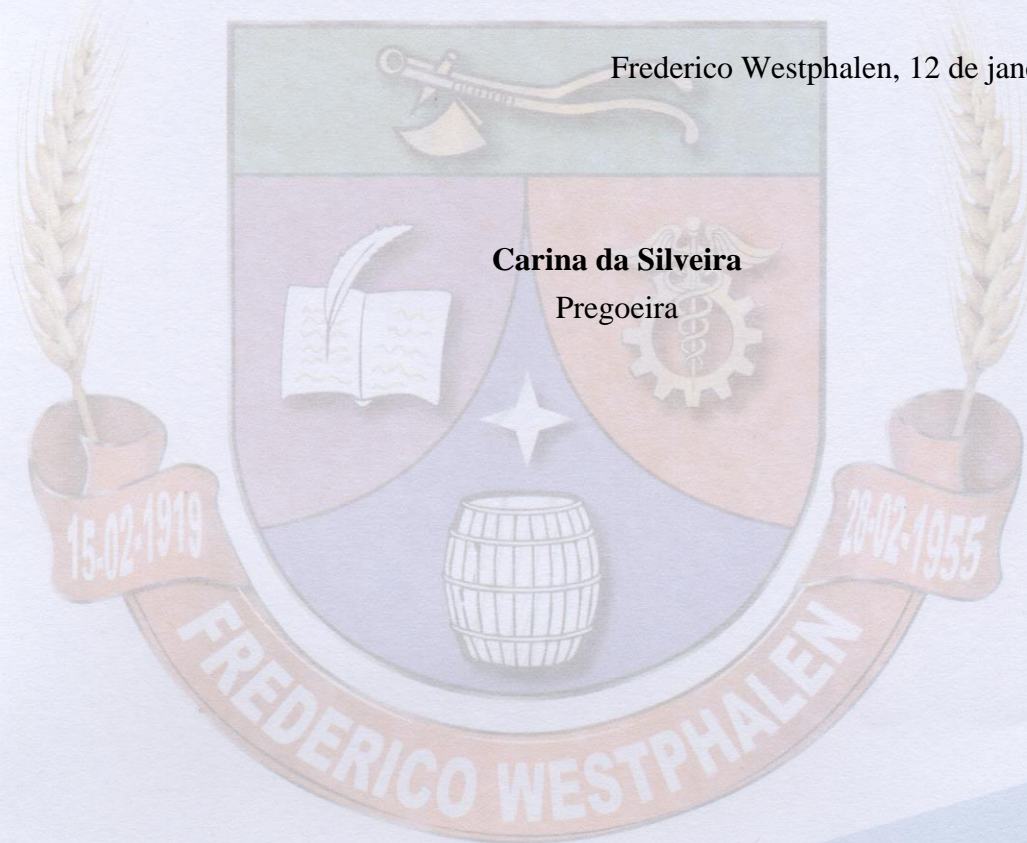 Frederico Westphalen, 12 de jan
Carina da Silveira
Pregoeira
15-02-1919
28-02-1955
FREDERICO WESTPHALEN